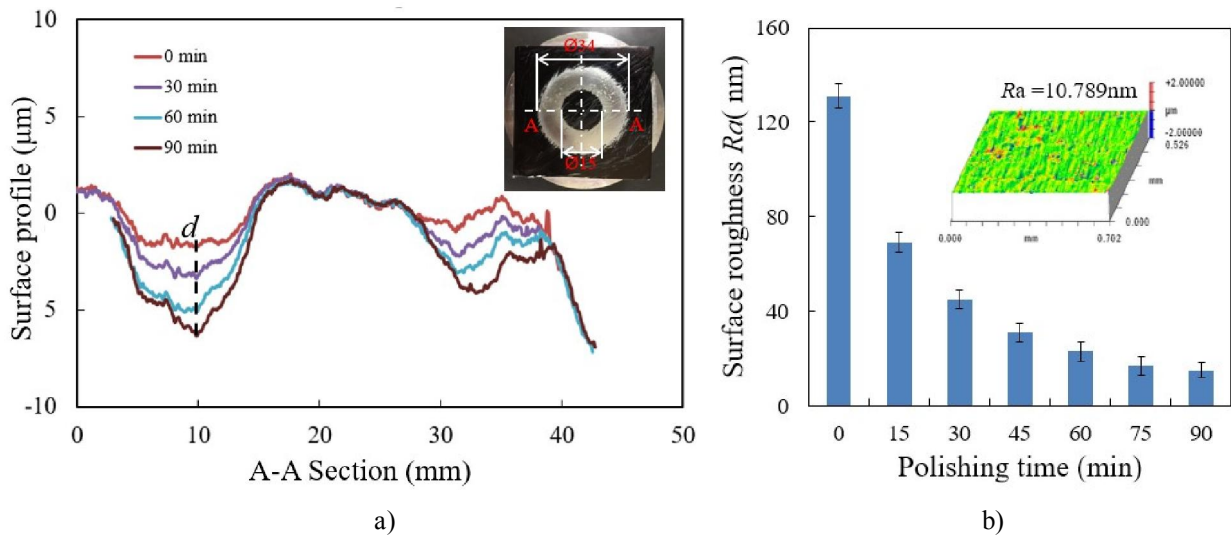 10
5
0
5
-10
Surface profile (µm)
0 min
30 min
60 min
90 min
d
Ø34
A
A
Ø15
0
10
20
30
40
50
A-A Section (mm)
a)
160
120
80
40
0
Surface roughness Ra( nm)
Ra =10.789nm
+2.00000
µm
-2.00000
0.526
mm
0.000
0.000
mm
0.702
0
15
30
45
60
75
90
Polishing time (min)
b)